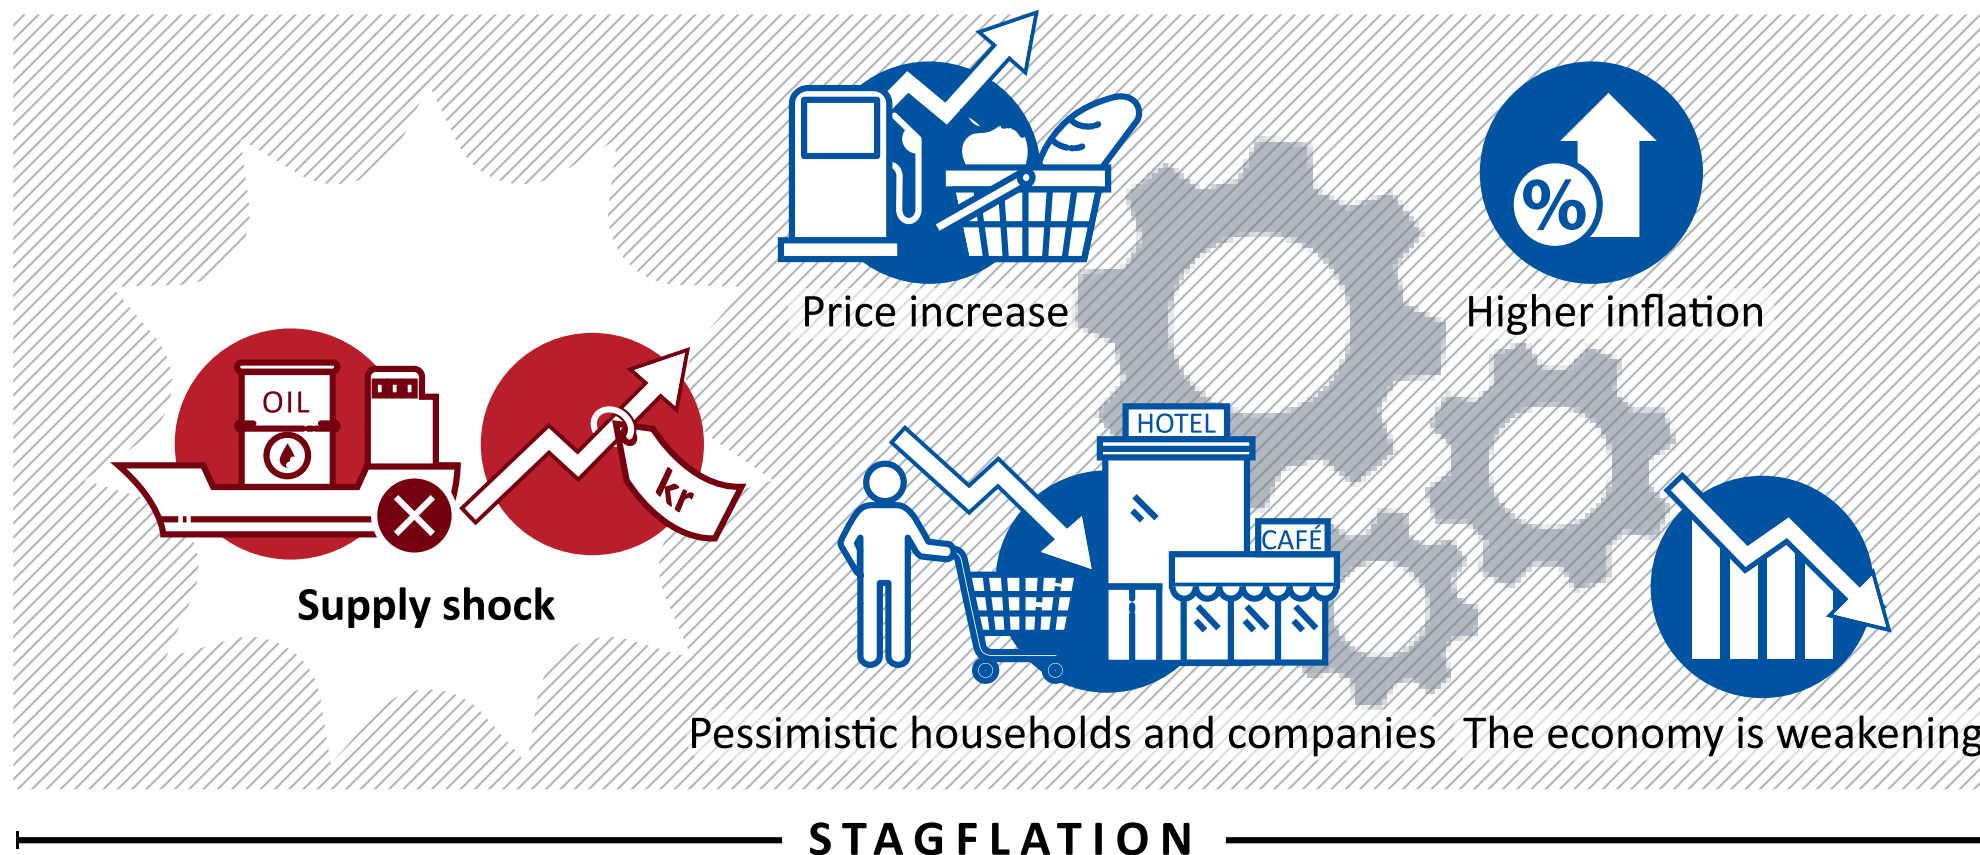 Price increase
%
Higher inflation
OIL
kr
Supply shock
HOTEL
CAFÉ
Pessimistic households and companies
The economy is weakening
STAGFLATION